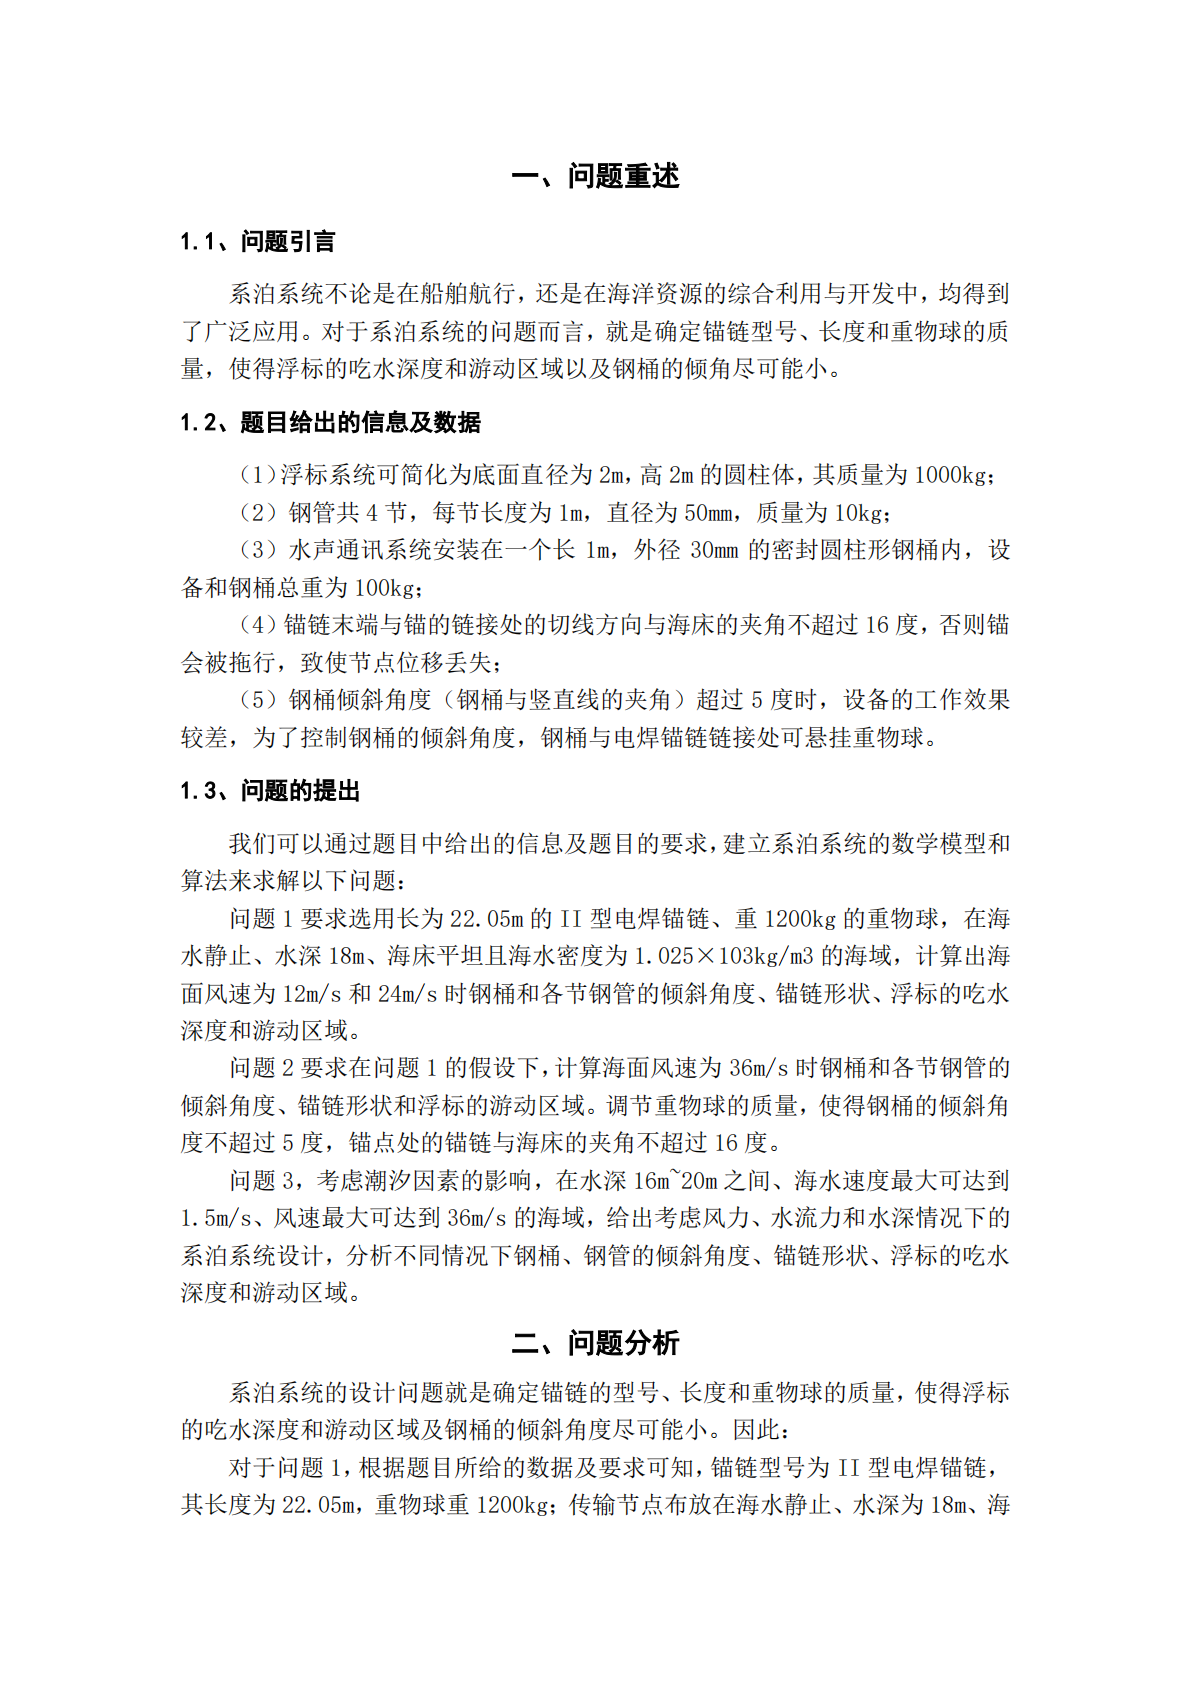 一、问题重述
1.1、问题引言
系泊系统不论是在船舶航行，还是在海洋资源的综合利用与开发中，均得到
了广泛应用。对于系泊系统的问题而言，就是确定锚链型号、长度和重物球的质
量，使得浮标的吃水深度和游动区域以及钢桶的倾角尽可能小。
1.2、题目给出的信息及数据
（1）浮标系统可简化为底面直径为 2m，高 2m 的圆柱体，其质量为 1000kg；
（2）钢管共 4 节，每节长度为 1m，直径为 50mm，质量为 10kg；
（3）水声通讯系统安装在一个长 1m，外径 30mm 的密封圆柱形钢桶内，设
备和钢桶总重为 100kg；
（4）锚链末端与锚的链接处的切线方向与海床的夹角不超过 16 度，否则锚
会被拖行，致使节点位移丢失；
（5）钢桶倾斜角度（钢桶与竖直线的夹角）超过 5 度时，设备的工作效果
较差，为了控制钢桶的倾斜角度，钢桶与电焊锚链链接处可悬挂重物球。
1.3、问题的提出
我们可以通过题目中给出的信息及题目的要求，建立系泊系统的数学模型和
算法来求解以下问题：
问题 1 要求选用长为 22.05m 的 II 型电焊锚链、重 1200kg 的重物球，在海
水静止、水深 18m、海床平坦且海水密度为 1.025×103kg/m3 的海域，计算出海
面风速为 12m/s 和 24m/s 时钢桶和各节钢管的倾斜角度、锚链形状、浮标的吃水
深度和游动区域。
问题 2 要求在问题 1 的假设下，计算海面风速为 36m/s 时钢桶和各节钢管的
倾斜角度、锚链形状和浮标的游动区域。调节重物球的质量，使得钢桶的倾斜角
度不超过 5 度，锚点处的锚链与海床的夹角不超过 16 度。
问题 3，考虑潮汐因素的影响，在水深 16m~20m 之间、海水速度最大可达到
1.5m/s、风速最大可达到 36m/s 的海域，给出考虑风力、水流力和水深情况下的
系泊系统设计，分析不同情况下钢桶、钢管的倾斜角度、锚链形状、浮标的吃水
深度和游动区域。
二、问题分析
系泊系统的设计问题就是确定锚链的型号、长度和重物球的质量，使得浮标
的吃水深度和游动区域及钢桶的倾斜角度尽可能小。因此：
对于问题 1，根据题目所给的数据及要求可知，锚链型号为 II 型电焊锚链，
其长度为 22.05m，重物球重 1200kg；传输节点布放在海水静止、水深为 18m、海